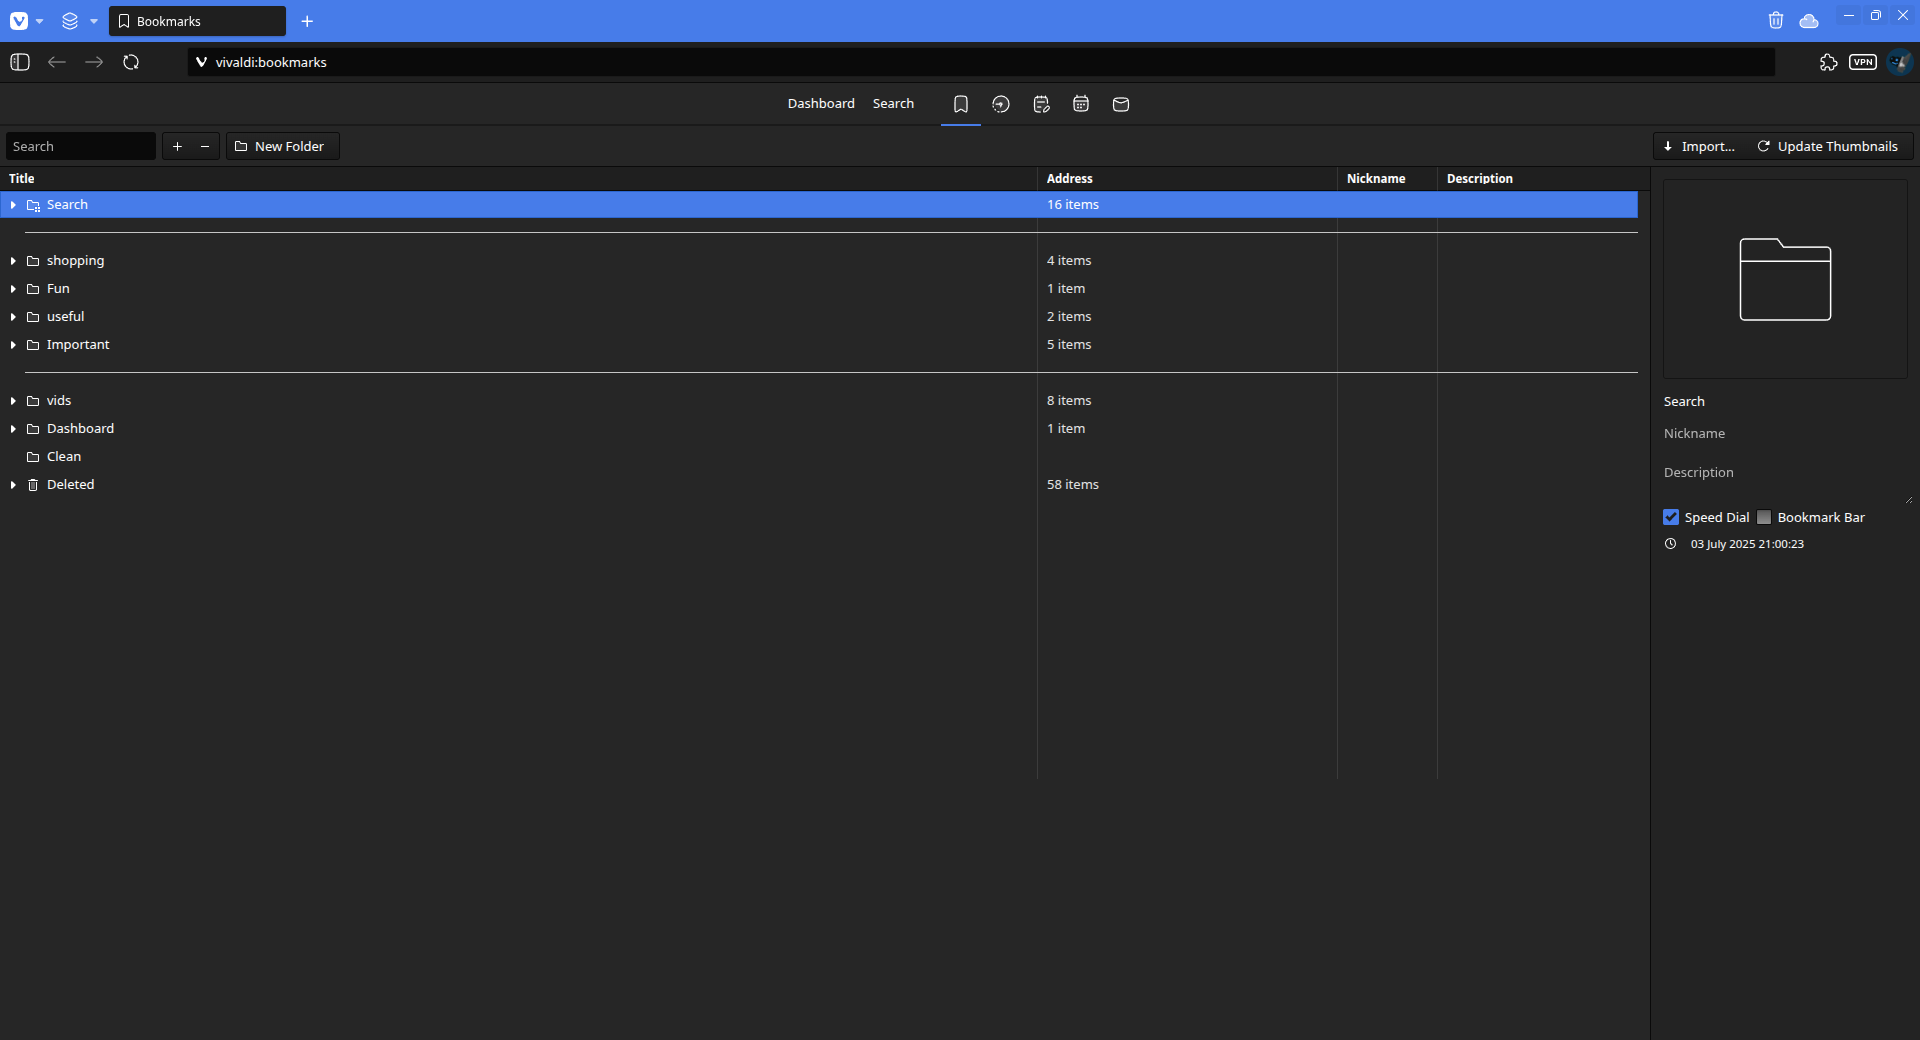 Bookmarks
vivaldi:bookmarks
VPN
Dashboard Search
Search
New Folder
Import... Update Thumbnails
Title Address Nickname Description
Search 16 items
shopping 4 items
Fun 1 item
useful 2 items
Important 5 items
vids 8 items
Dashboard 1 item
Clean
Deleted 58 items
Search
Nickname
Description
Speed Dial Bookmark Bar
03 July 2025 21:00:23